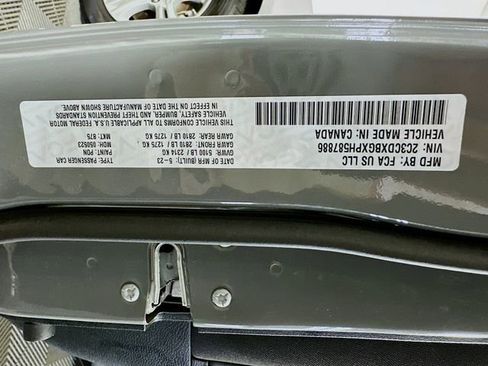 MFD BY: FCA US LLC
DATE OF MFR (BUILT): 5-23
GVWR: 5100 LB 2314 KG
GAWR FRONT: 2810 LB 1275 KG
GAWR REAR: 2810 LB 1275 KG
THIS VEHICLE CONFORMS TO ALL APPLICABLE U.S.A. FEDERAL MOTOR
VEHICLE SAFETY, BUMPER, AND THEFT PREVENTION STANDARDS
IN EFFECT ON THE DATE OF MANUFACTURE SHOWN ABOVE.
VIN: 2C3CDXBGXPH587886
TYPE: PASSENGER CAR
VEHICLE MADE IN: CANADA
PAINT: PDN
MDH: 050523
MKT: 875